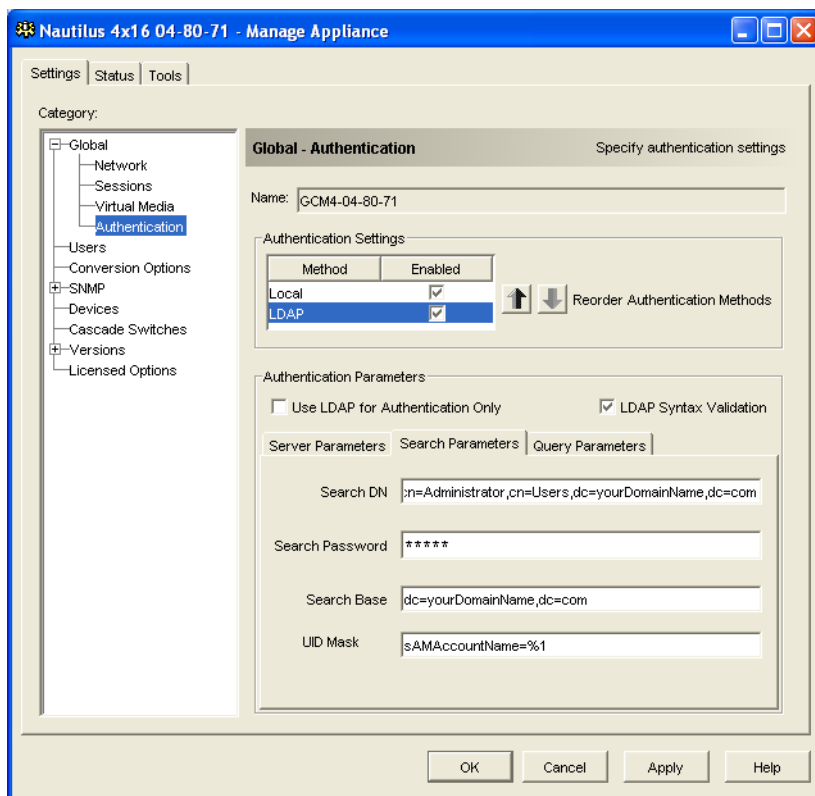 Nautilus 4x16 04-80-71 - Manage Appliance
Settings Status Tools
Category:
Global
Network
Sessions
Virtual Media
Authentication
Users
Conversion Options
SNMP
Devices
Cascade Switches
Versions
Licensed Options
Global - Authentication Specify authentication settings
Name: GCM4-04-80-71
Authentication Settings
Method Enabled
Local
LDAP
Reorder Authentication Methods
Authentication Parameters
Use LDAP for Authentication Only LDAP Syntax Validation
Server Parameters Search Parameters Query Parameters
Search DN :n=Administrator,cn=Users,dc=yourDomainName,dc=com
Search Password *****
Search Base dc=yourDomainName,dc=com
UID Mask sAMAccountName=%1
OK Cancel Apply Help